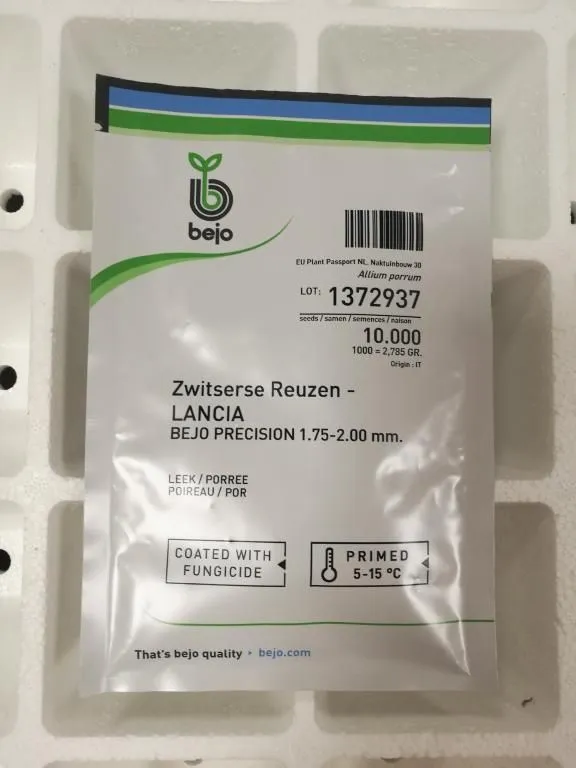 bejo
EU Plant Passport NL. Naktuinbouw 30
Allium porrum
LOT: 1372937
seeds / samen / semences / naison
10.000
1000 = 2,785 GR.
Origin : IT
Zwitserse Reuzen -
LANCIA
BEJO PRECISION 1.75-2.00 mm.
LEEK / PORREE
POIREAU / POR
COATED WITH
FUNGICIDE
PRIMED
5-15 ºC
That's bejo quality ▸ bejo.com